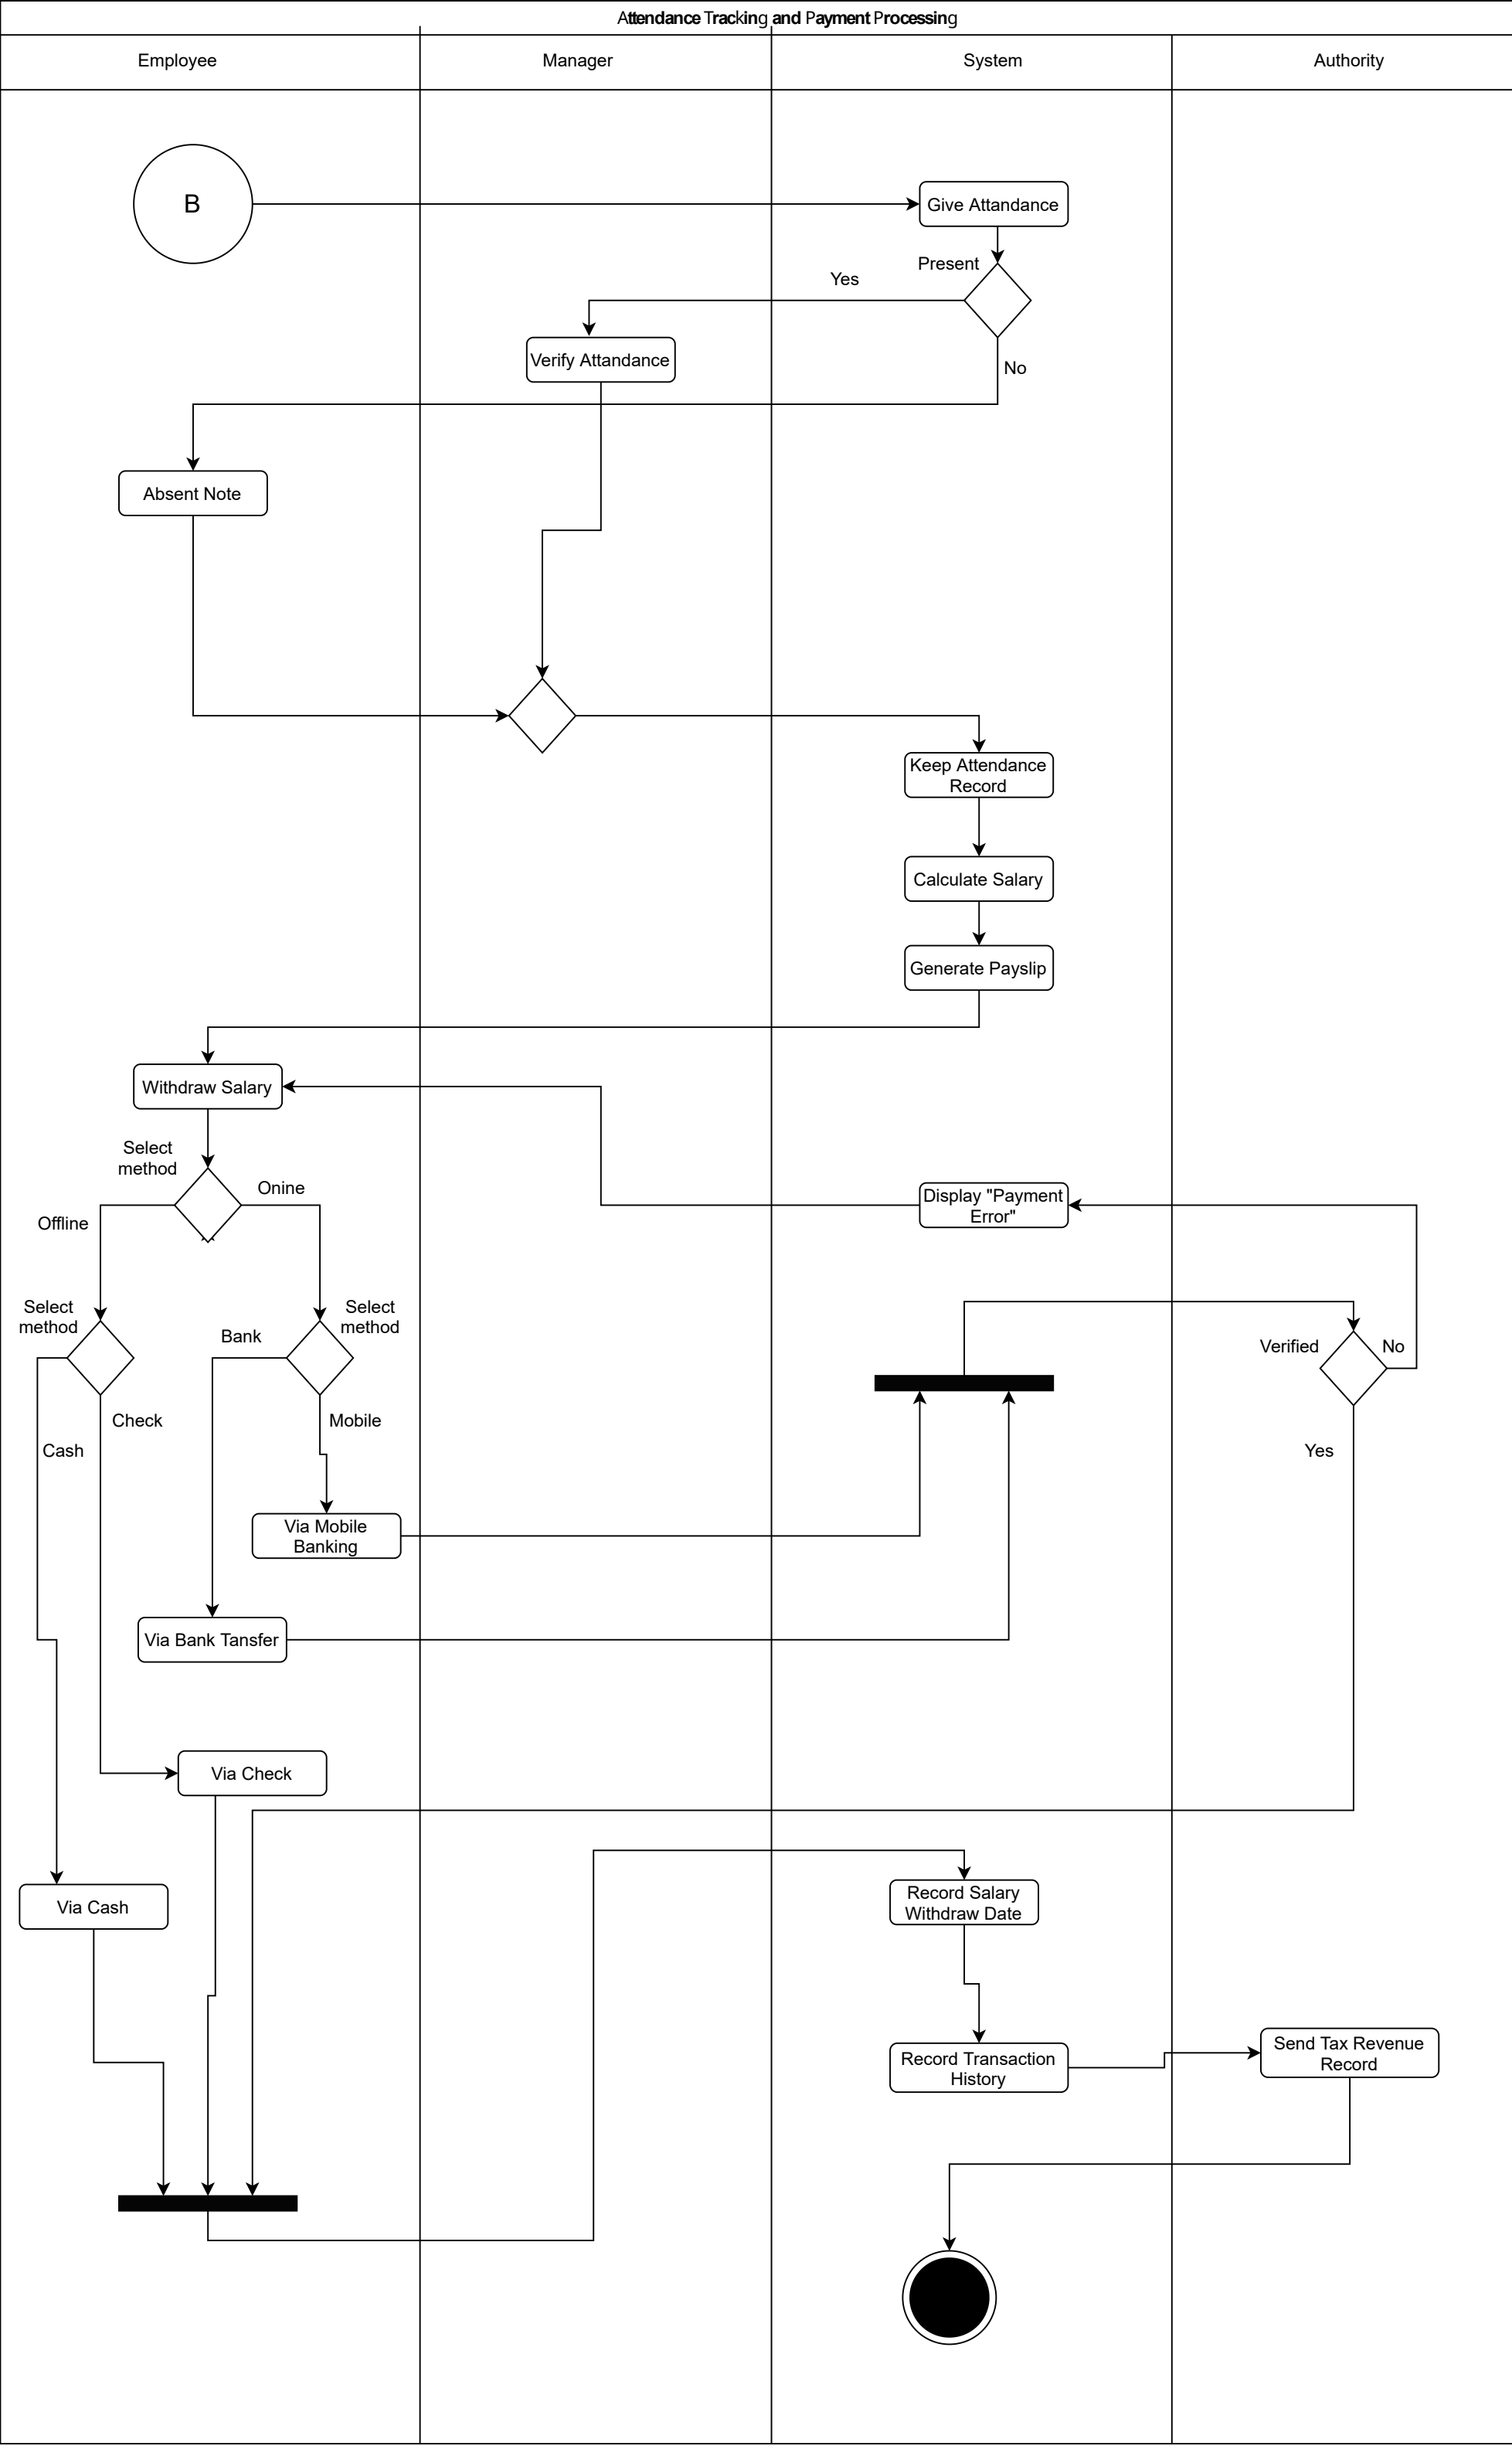 Attendance Tracking and Payment Processing
Employee
Manager
System
Authority
B
Give Attandance
Present
Yes
Verify Attandance
No
Absent Note
Keep Attendance
Record
Calculate Salary
Generate Payslip
Withdraw Salary
Select
method
Onine
Offline
Display "Payment
Error"
Select
method
Select
method
Bank
Verified
No
Check
Mobile
Cash
Yes
Via Mobile
Banking
Via Bank Tansfer
Via Check
Via Cash
Record Salary
Withdraw Date
Record Transaction
History
Send Tax Revenue
Record